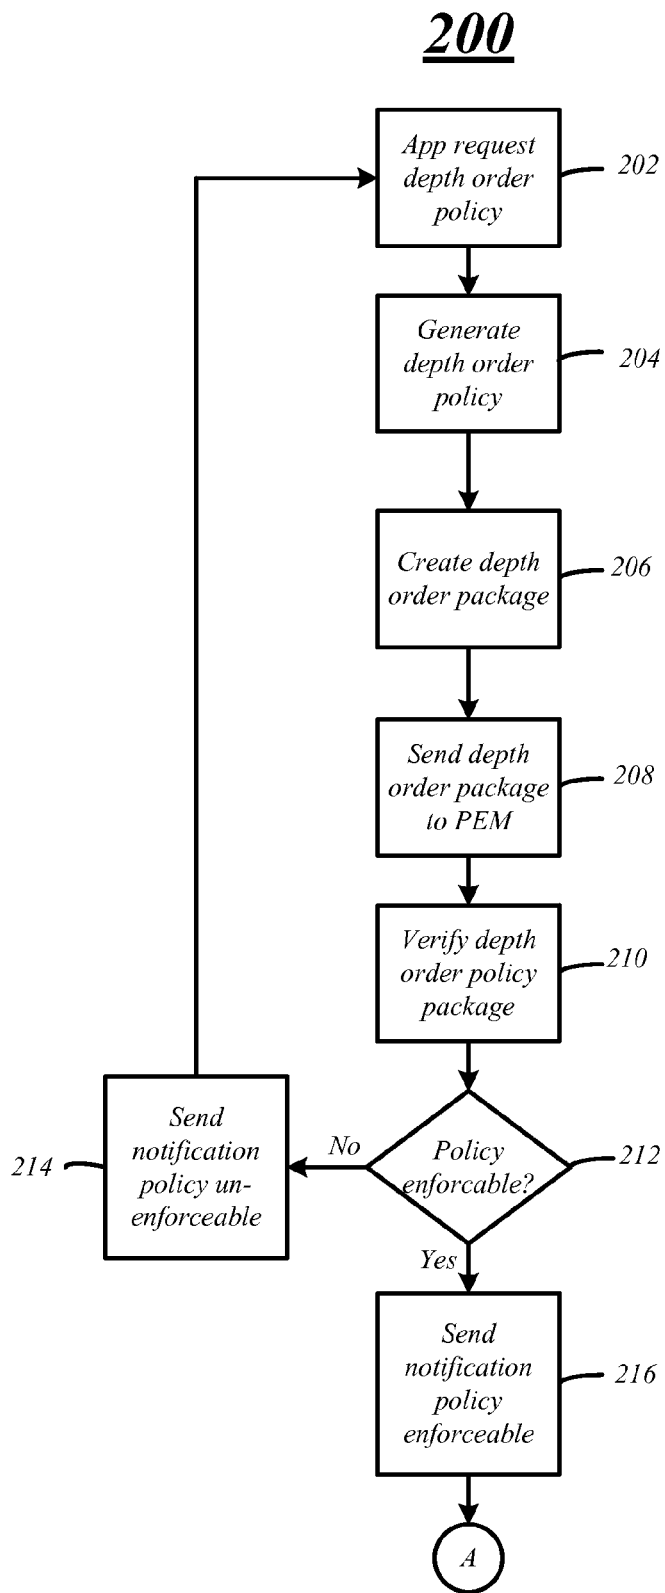 200
App request
depth order
policy
202
Generate
depth order
policy
204
Create depth
order package
206
Send depth
order package
to PEM
208
Verify depth
order policy
package
210
Policy
enforcable?
212
No
Send
notification
policy un-
enforceable
214
Yes
Send
notification
policy
enforceable
216
A